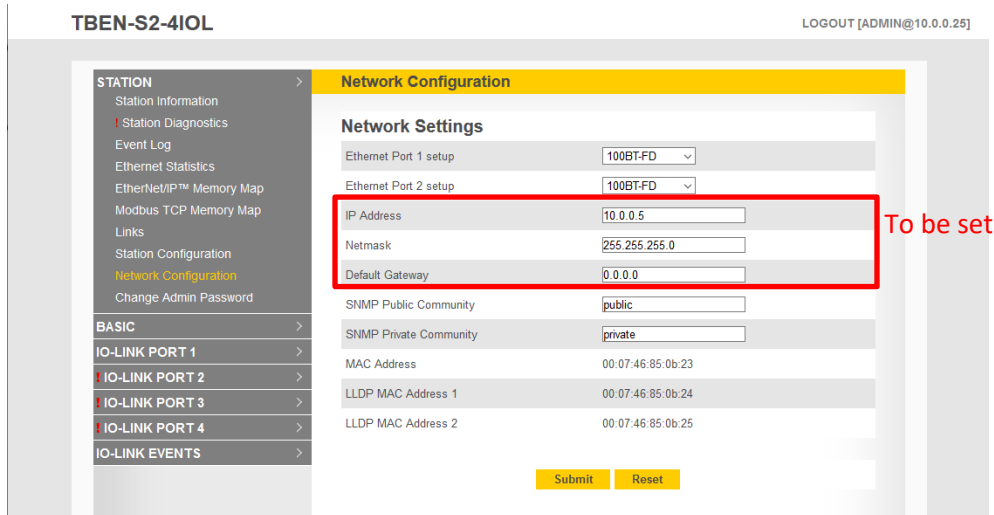 TBEN-S2-4IOL
LOGOUT [ADMIN@10.0.0.25]
STATION
Station Information
! Station Diagnostics
Event Log
Ethernet Statistics
EtherNet/IP™ Memory Map
Modbus TCP Memory Map
Links
Station Configuration
Network Configuration
Change Admin Password
BASIC
IO-LINK PORT 1
! IO-LINK PORT 2
! IO-LINK PORT 3
! IO-LINK PORT 4
IO-LINK EVENTS
Network Configuration
Network Settings
Ethernet Port 1 setup 100BT-FD
Ethernet Port 2 setup 100BT-FD
IP Address 10.0.0.5
Netmask 255.255.255.0
Default Gateway 0.0.0.0
To be set
SNMP Public Community public
SNMP Private Community private
MAC Address 00:07:46:85:0b:23
LLDP MAC Address 1 00:07:46:85:0b:24
LLDP MAC Address 2 00:07:46:85:0b:25
Submit Reset